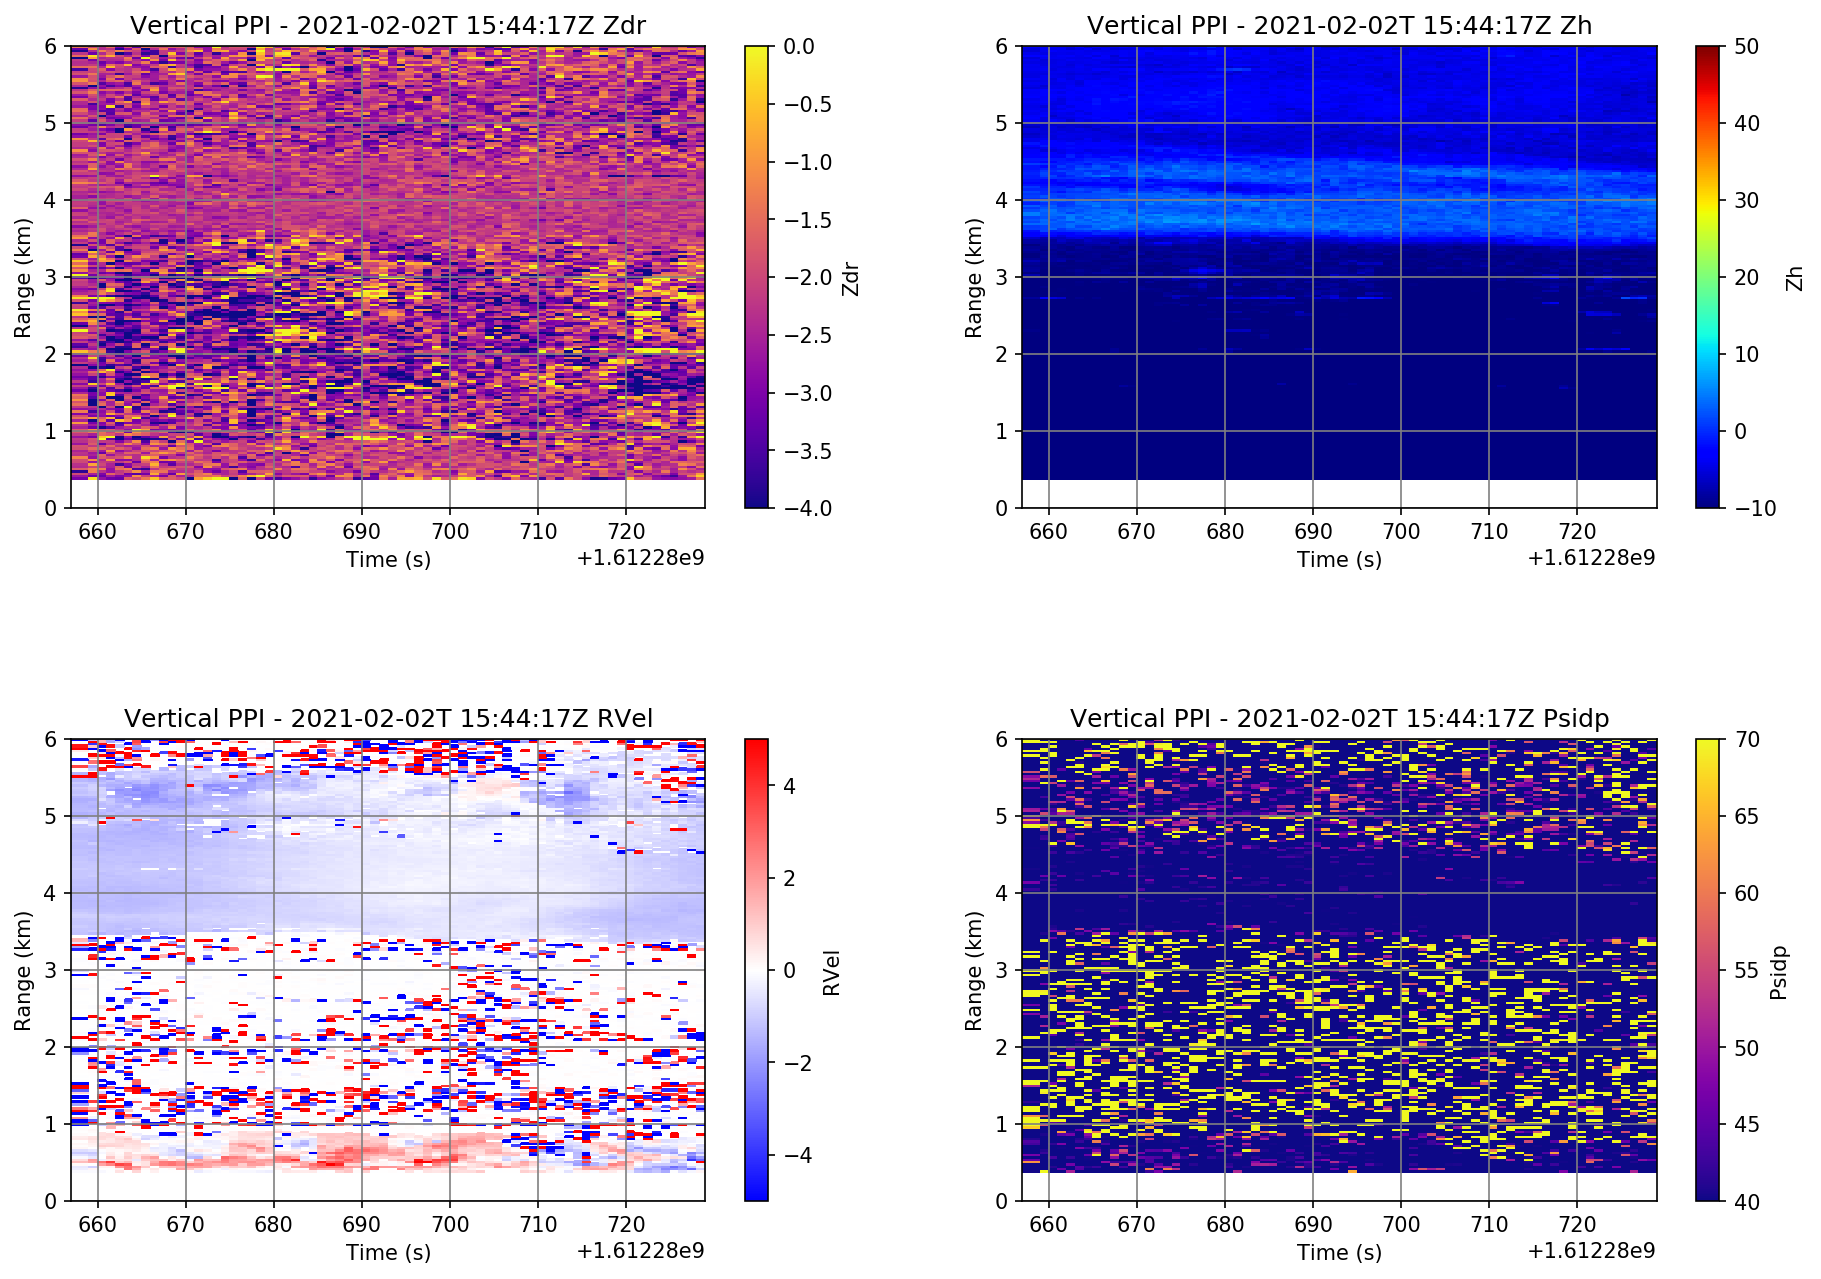 Vertical PPI - 2021-02-02T 15:44:17Z Zdr
6
5
4
3
2
1
0
Range (km)
660 670 680 690 700 710 720
Time (s)
+1.61228e9
0.0
−0.5
−1.0
−1.5
−2.0
−2.5
−3.0
−3.5
−4.0
Zdr
Vertical PPI - 2021-02-02T 15:44:17Z Zh
6
5
4
3
2
1
0
Range (km)
660 670 680 690 700 710 720
Time (s)
+1.61228e9
50
40
30
20
10
0
−10
Zh
Vertical PPI - 2021-02-02T 15:44:17Z RVel
6
5
4
3
2
1
0
Range (km)
660 670 680 690 700 710 720
Time (s)
+1.61228e9
4
2
0
−2
−4
RVel
Vertical PPI - 2021-02-02T 15:44:17Z Psidp
6
5
4
3
2
1
0
Range (km)
660 670 680 690 700 710 720
Time (s)
+1.61228e9
70
65
60
55
50
45
40
Psidp